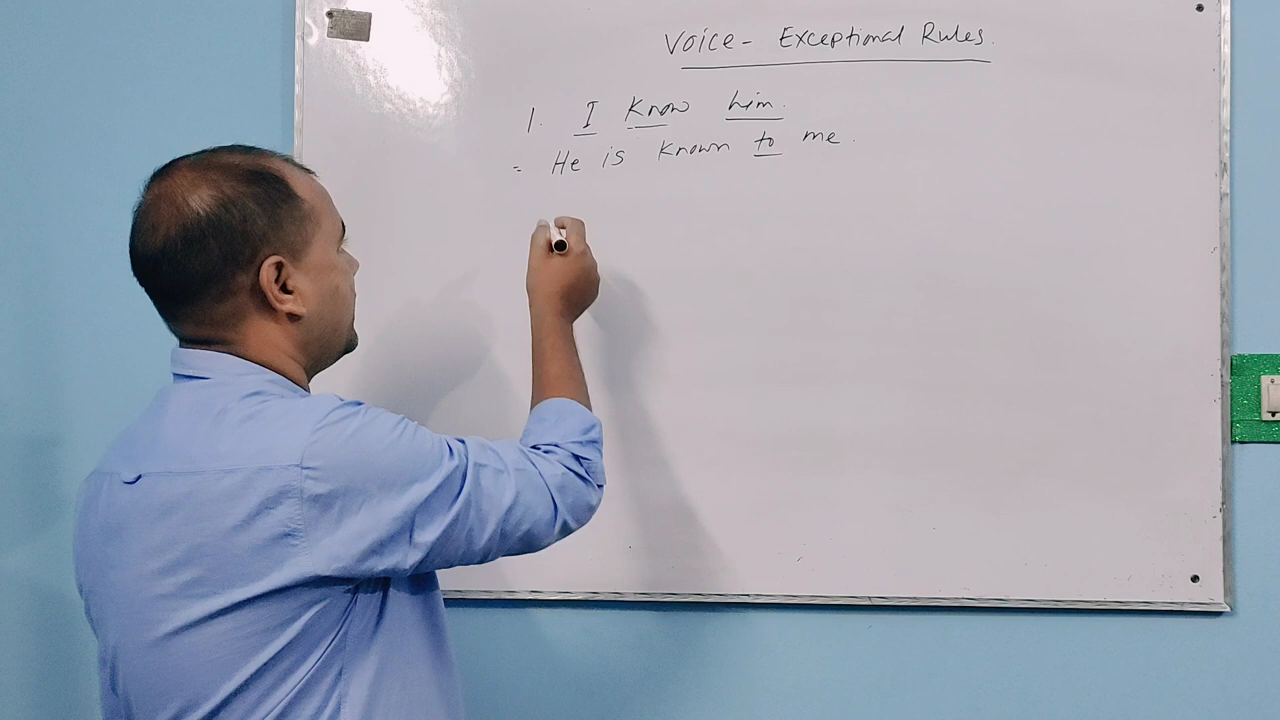 Voice - Exceptional Rules.
1. I know him.
= He is known to me.